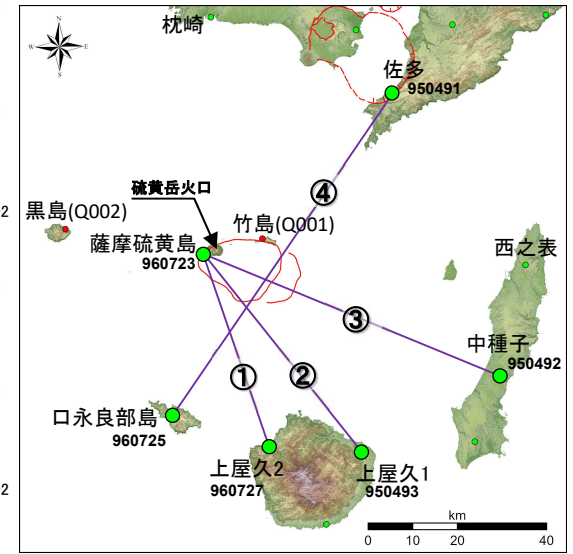 枕崎
N
W
E
S
佐多
950491
④
硫黄岳火口
黒島(Q002)
竹島(Q001)
薩摩硫黄島
960723
西之表
③
中種子
950492
①
②
口永良部島
960725
上屋久2
960727
上屋久1
950493
km
0 10 20 40
2
2